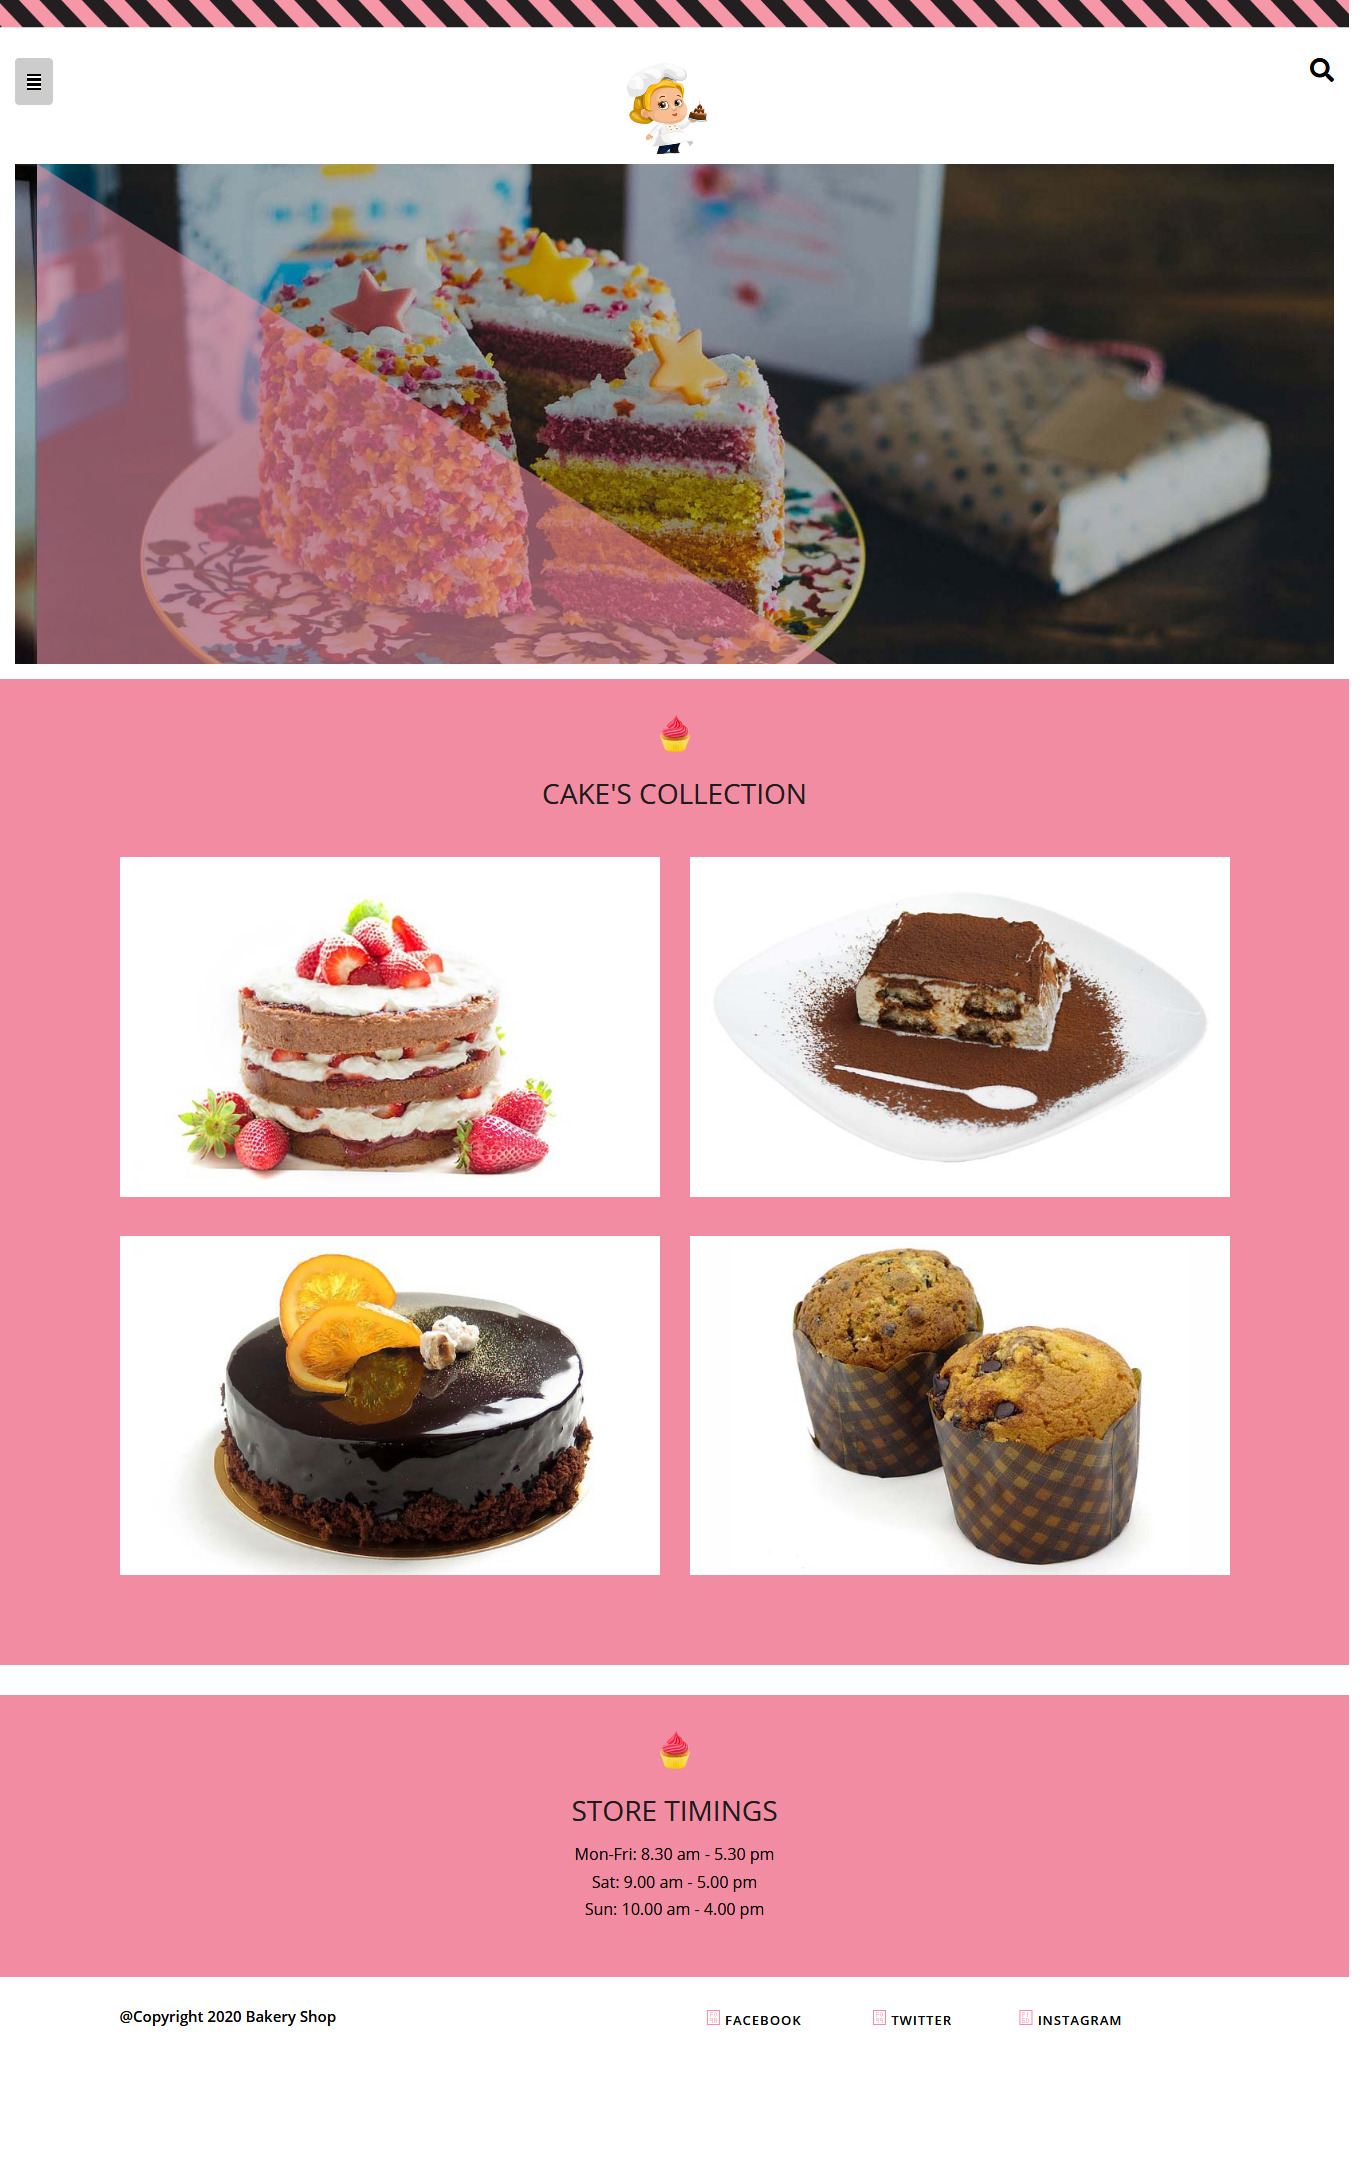 CAKE'S COLLECTION
STORE TIMINGS
Mon-Fri: 8.30 am - 5.30 pm
Sat: 9.00 am - 5.00 pm
Sun: 10.00 am - 4.00 pm
@Copyright 2020 Bakery Shop
FACEBOOK TWITTER INSTAGRAM